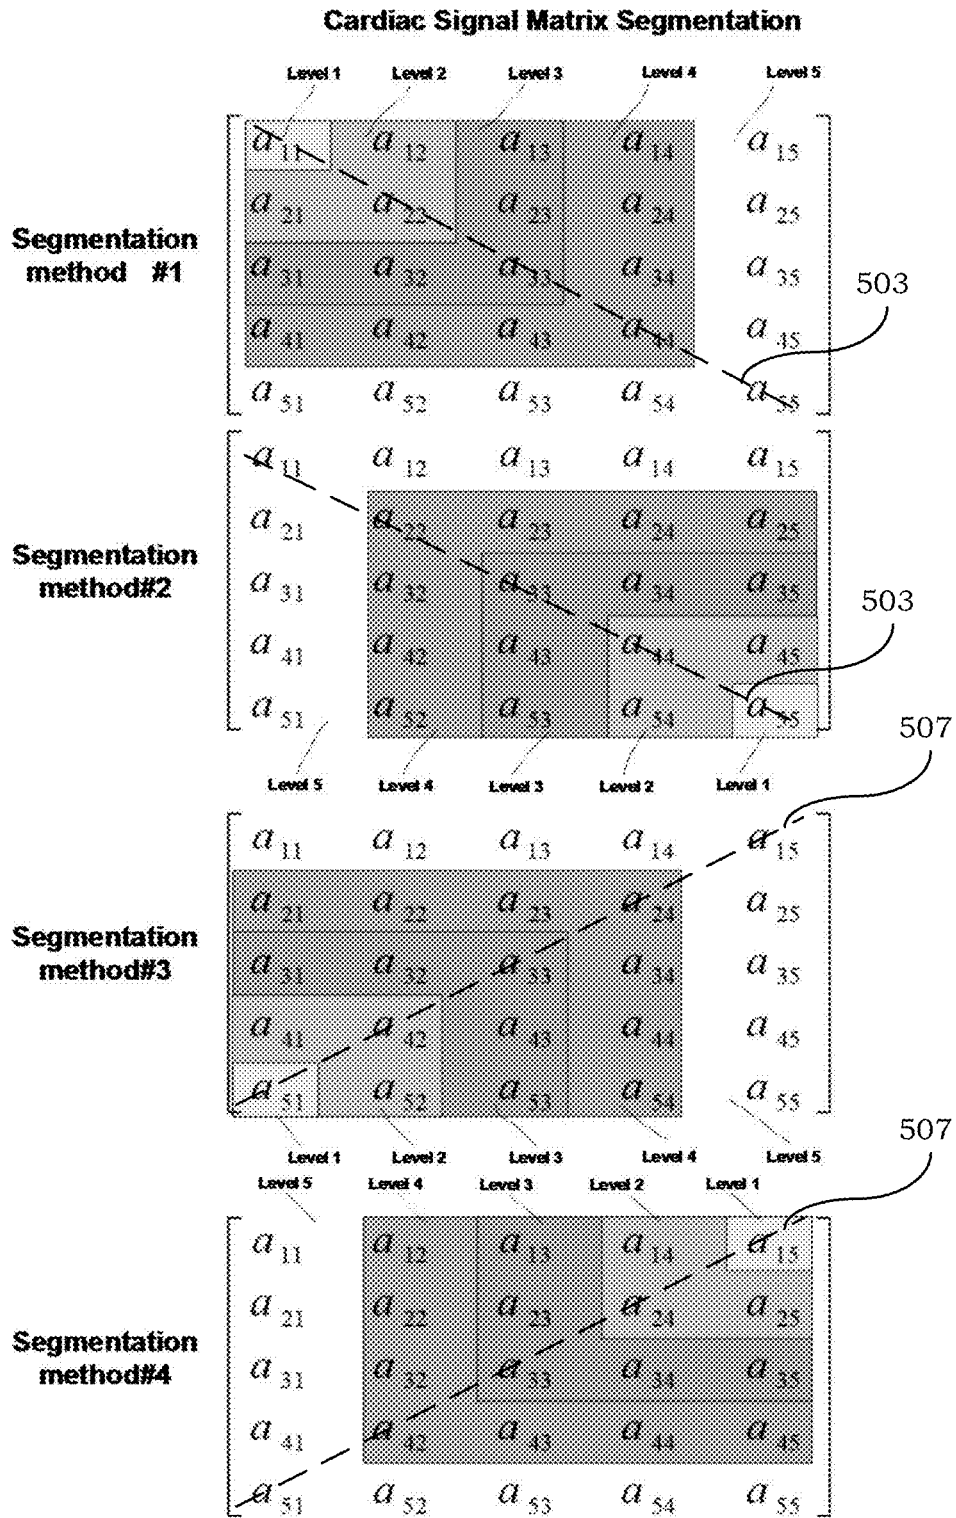 Cardiac Signal Matrix Segmentation
Level 1 Level 2 Level 3 Level 4 Level 5
a11 a12 a13 a14 a15
a21 a22 a23 a24 a25
Segmentation
method #1
a31 a32 a33 a34 a35
503
a41 a42 a43 a44 a45
a51 a52 a53 a54 a55
a11 a12 a13 a14 a15
a21 a22 a23 a24 a25
Segmentation
method#2
a31 a32 a33 a34 a35
503
a41 a42 a43 a44 a45
a51 a52 a53 a54 a55
507
Level 5 Level 4 Level 3 Level 2 Level 1
a11 a12 a13 a14 a15
a21 a22 a23 a24 a25
Segmentation
method#3
a31 a32 a33 a34 a35
a41 a42 a43 a44 a45
a51 a52 a53 a54 a55
507
Level 1 Level 2 Level 3 Level 4 Level 5
Level 5 Level 4 Level 3 Level 2 Level 1
a11 a12 a13 a14 a15
a21 a22 a23 a24 a25
Segmentation
method#4
a31 a32 a33 a34 a35
a41 a42 a43 a44 a45
a51 a52 a53 a54 a55